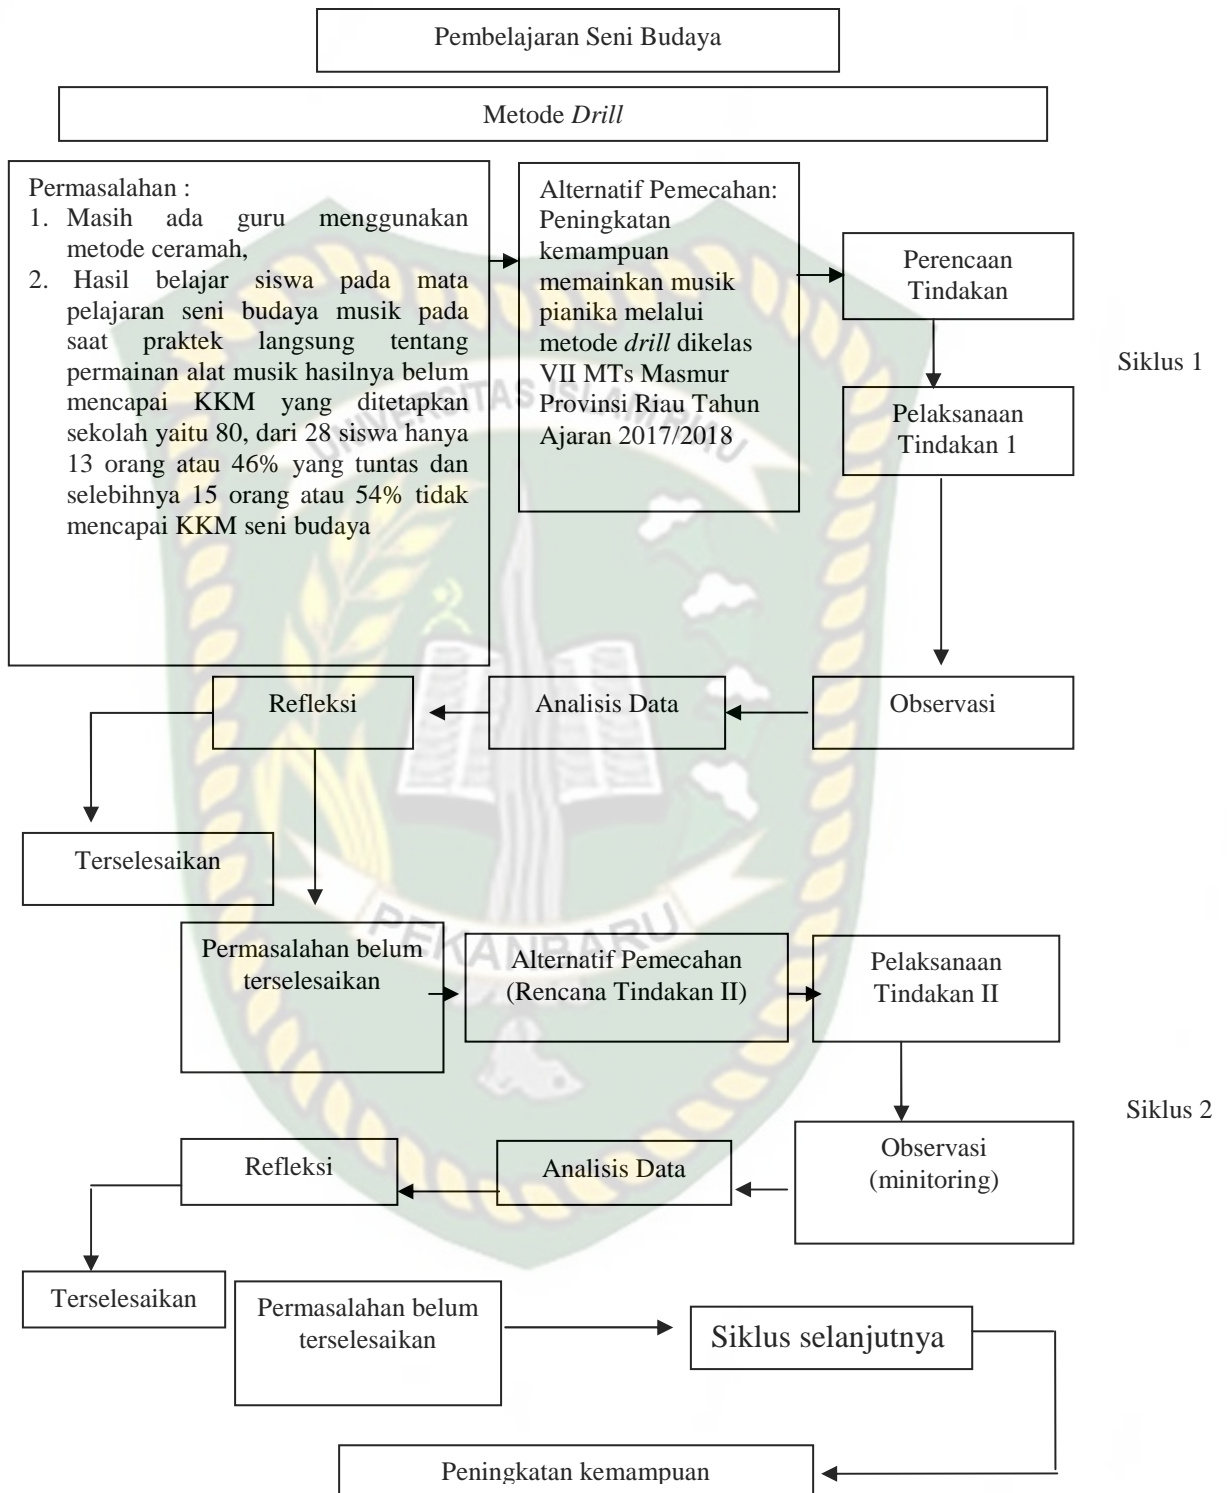 Pembelajaran Seni Budaya
Metode Drill
Permasalahan :
1. Masih ada guru menggunakan
metode ceramah,
2. Hasil belajar siswa pada mata
pelajaran seni budaya musik pada
saat praktek langsung tentang
permainan alat musik hasilnya belum
mencapai KKM yang ditetapkan
sekolah yaitu 80, dari 28 siswa hanya
13 orang atau 46% yang tuntas dan
selebihnya 15 orang atau 54% tidak
mencapai KKM seni budaya
Alternatif Pemecahan:
Peningkatan
kemampuan
memainkan musik
pianika melalui
metode drill dikelas
VII MTs Masmur
Provinsi Riau Tahun
Ajaran 2017/2018
Perencaan
Tindakan
Siklus 1
Pelaksanaan
Tindakan 1
UNIVERSITAS ISLAM RIAU
Refleksi
Analisis Data
Observasi
Terselesaikan
PEKANBARU
Permasalahan belum
terselesaikan
Alternatif Pemecahan
(Rencana Tindakan II)
Pelaksanaan
Tindakan II
Siklus 2
Refleksi
Analisis Data
Observasi
(minitoring)
Terselesaikan
Permasalahan belum
terselesaikan
Siklus selanjutnya
Peningkatan kemampuan